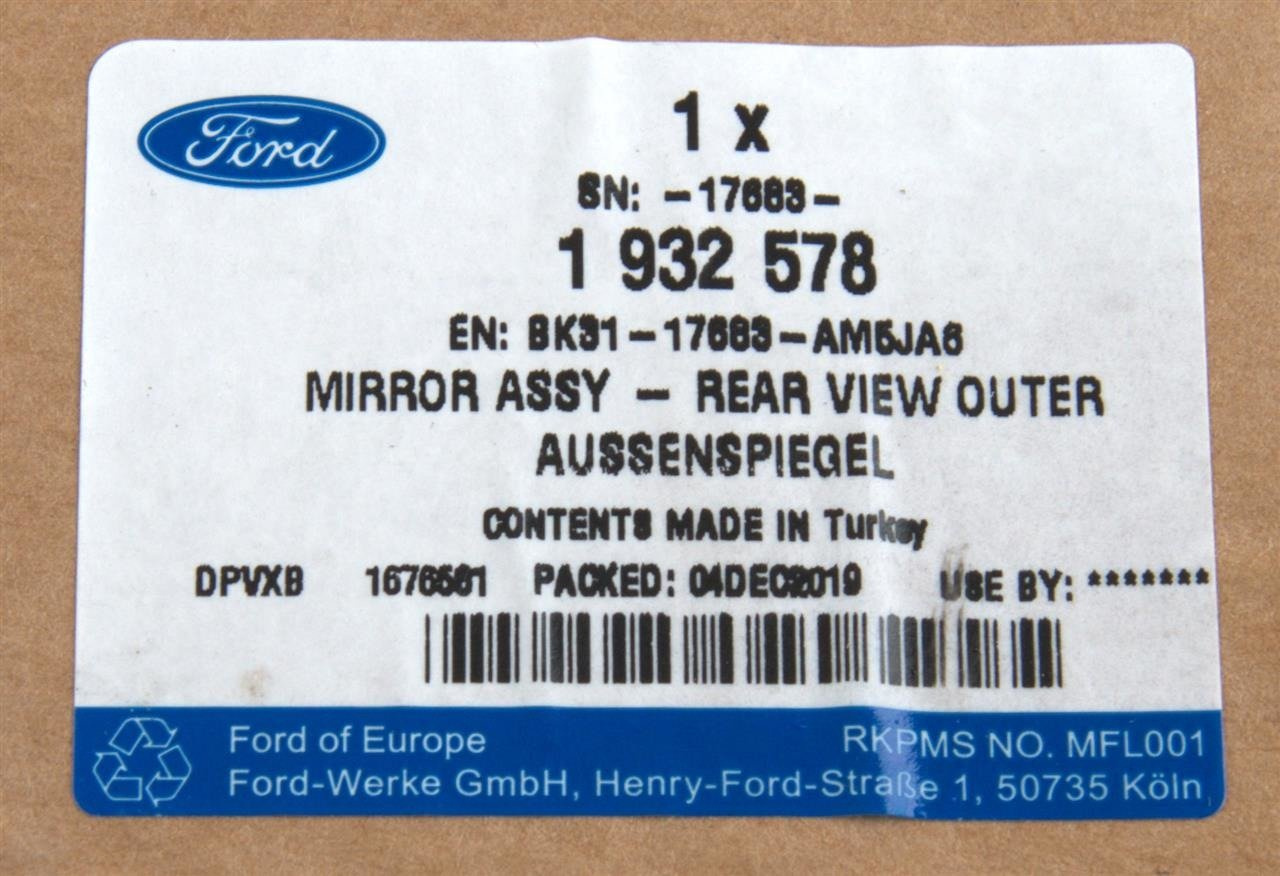 Ford
1 x
SN: -17683-
1 932 578
EN: BK31-17683-AM5JA6
MIRROR ASSY - REAR VIEW OUTER
AUSSENSPIEGEL
CONTENTS MADE IN Turkey
DPVXB 1676561 PACKED: 04DEC2019 USE BY: *******
Ford of Europe RKPMS NO. MFL001
Ford-Werke GmbH, Henry-Ford-Straße 1, 50735 Köln